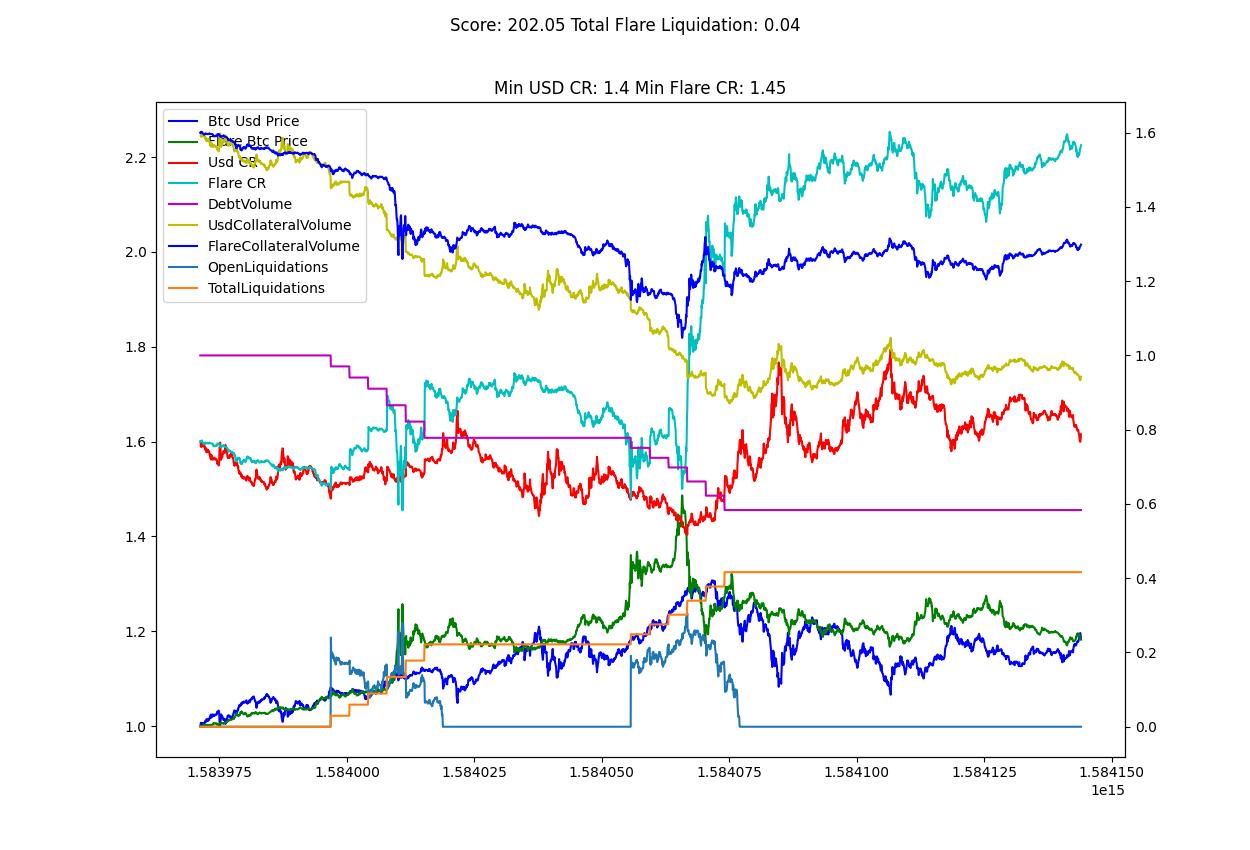 Score: 202.05 Total Flare Liquidation: 0.04
Min USD CR: 1.4 Min Flare CR: 1.45
Btc Usd Price
Flare Btc Price
Usd CR
Flare CR
DebtVolume
UsdCollateralVolume
FlareCollateralVolume
OpenLiquidations
TotalLiquidations
2.2
2.0
1.8
1.6
1.4
1.2
1.0
1.6
1.4
1.2
1.0
0.8
0.6
0.4
0.2
0.0
1.583975 1.584000 1.584025 1.584050 1.584075 1.584100 1.584125 1.584150
1e15